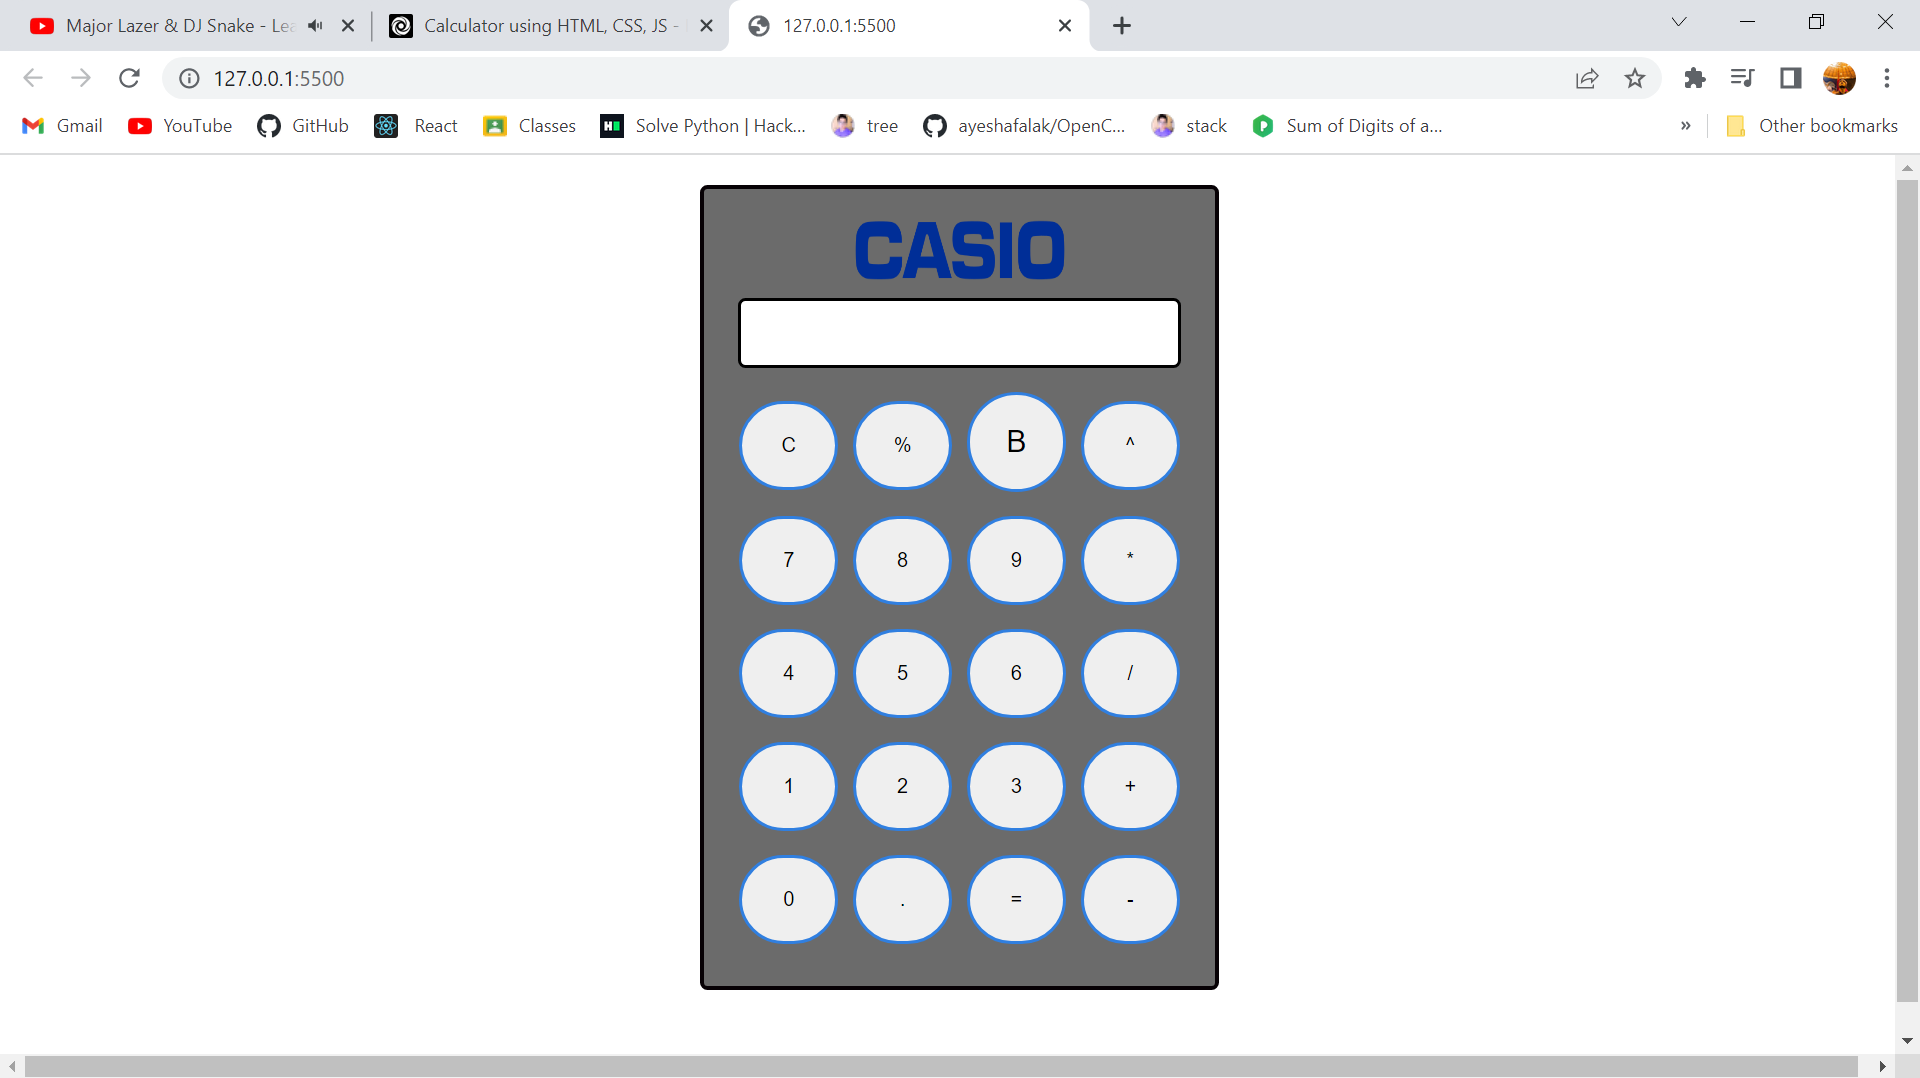 Major Lazer & DJ Snake - Lea
Calculator using HTML, CSS, JS -
127.0.0.1:5500
127.0.0.1:5500
Gmail YouTube GitHub React Classes Solve Python | Hack... tree ayeshafalak/OpenC... stack Sum of Digits of a... » Other bookmarks
CASIO
C % B ^
7 8 9 *
4 5 6 /
1 2 3 +
0 . = -